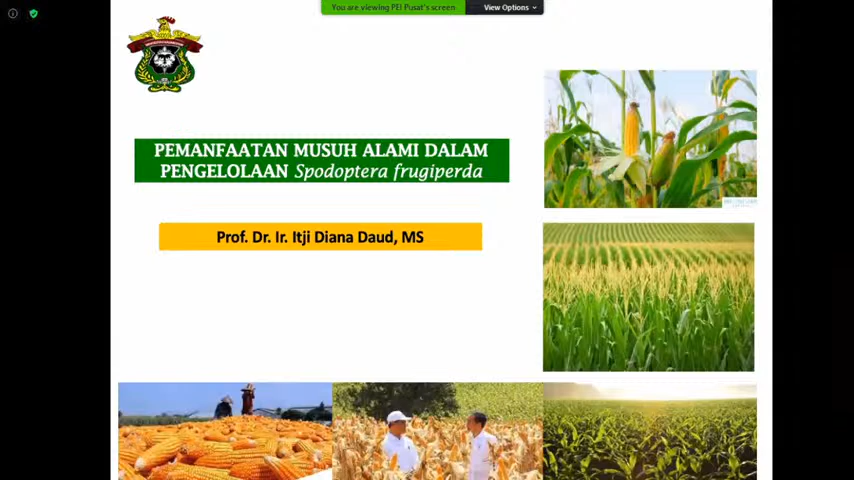 You are viewing PEI Pusat's screen
View Options
PEMANFAATAN MUSUH ALAMI DALAM
PENGELOLAAN Spodoptera frugiperda
Prof. Dr. Ir. Itji Diana Daud, MS